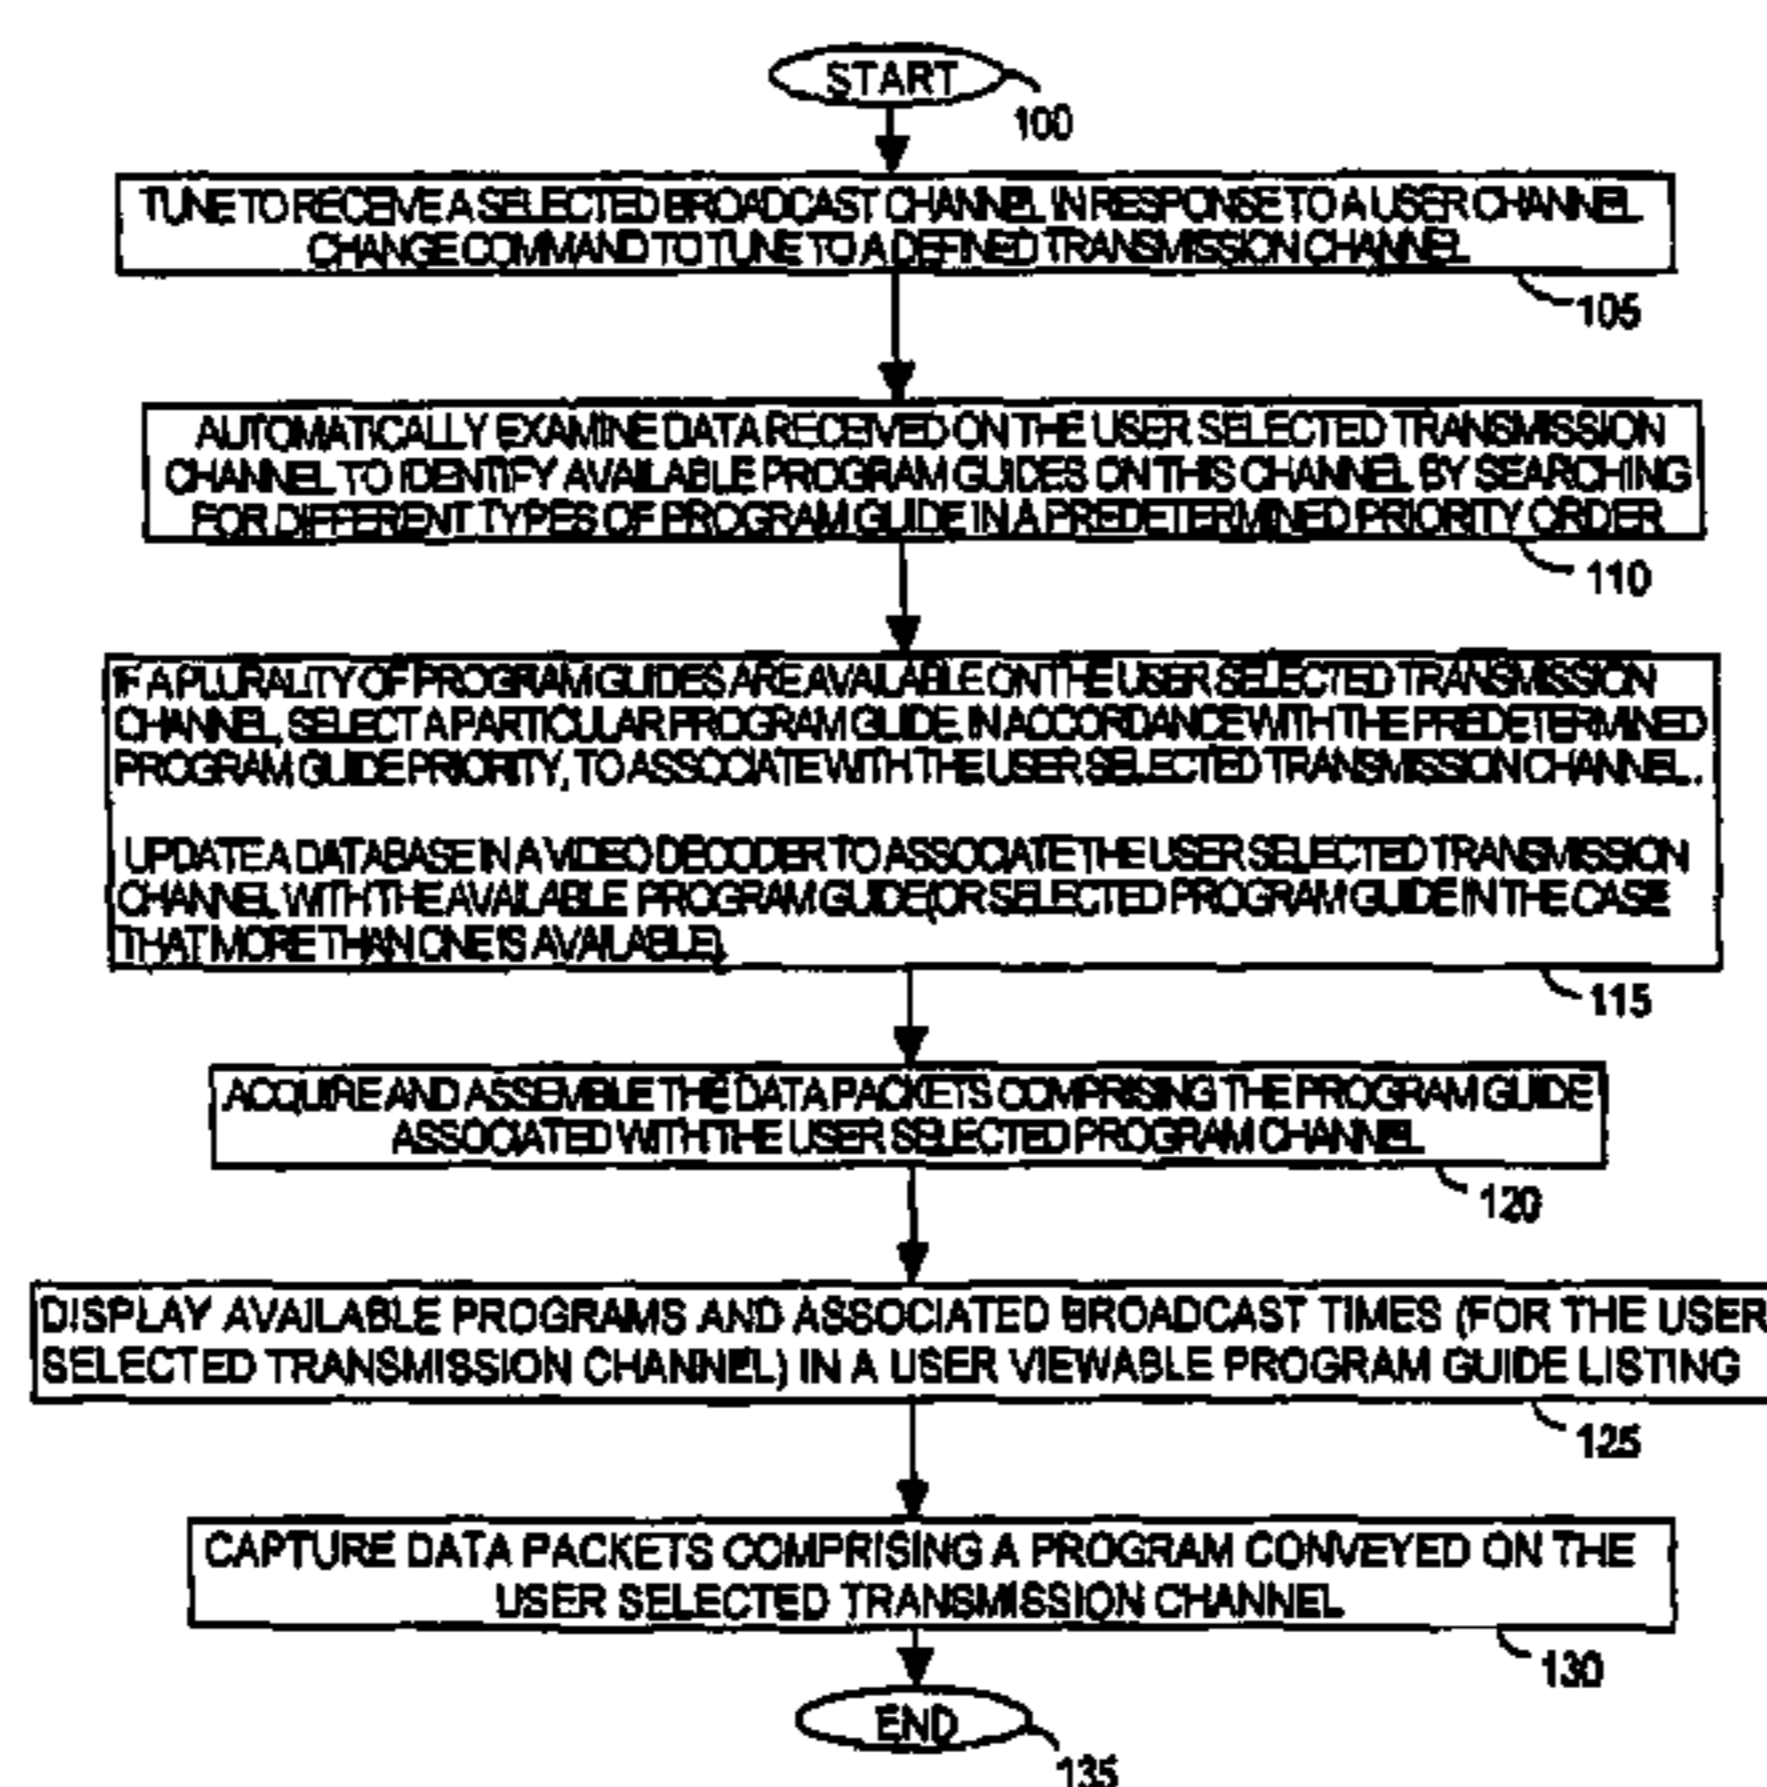 START
100
TUNE TO RECEIVE A SELECTED BROADCAST CHANNEL IN RESPONSE TO A USER CHANNEL
CHANGE COMMAND TO TUNE TO A DEFINED TRANSMISSION CHANNEL
105
AUTOMATICALLY EXAMINE DATA RECEIVED ON THE USER SELECTED TRANSMISSION
CHANNEL TO IDENTIFY AVAILABLE PROGRAM GUIDES ON THIS CHANNEL BY SEARCHING
FOR DIFFERENT TYPES OF PROGRAM GUIDE IN A PREDETERMINED PRIORITY ORDER
110
IF A PLURALITY OF PROGRAM GUIDES ARE AVAILABLE ON THE USER SELECTED TRANSMISSION
CHANNEL, SELECT A PARTICULAR PROGRAM GUIDE, IN ACCORDANCE WITH THE PREDETERMINED
PROGRAM GUIDE PRIORITY, TO ASSOCIATE WITH THE USER SELECTED TRANSMISSION CHANNEL.
UPDATE A DATABASE IN A VIDEO DECODER TO ASSOCIATE THE USER SELECTED TRANSMISSION
CHANNEL WITH THE AVAILABLE PROGRAM GUIDE (OR SELECTED PROGRAM GUIDE IN THE CASE
THAT MORE THAN ONE IS AVAILABLE).
115
ACQUIRE AND ASSEMBLE THE DATA PACKETS COMPRISING THE PROGRAM GUIDE
ASSOCIATED WITH THE USER SELECTED PROGRAM CHANNEL
120
DISPLAY AVAILABLE PROGRAMS AND ASSOCIATED BROADCAST TIMES (FOR THE USER
SELECTED TRANSMISSION CHANNEL) IN A USER VIEWABLE PROGRAM GUIDE LISTING
125
CAPTURE DATA PACKETS COMPRISING A PROGRAM CONVEYED ON THE
USER SELECTED TRANSMISSION CHANNEL
130
END
135